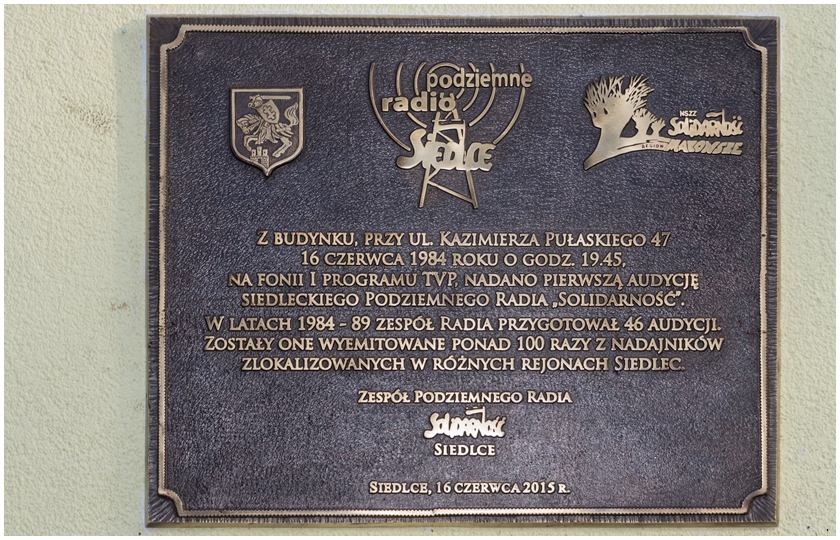 podziemne
radio
SIEDLCE
NSZZ
SOLIDARNOŚĆ
REGION MAZOWSZE
Z BUDYNKU, PRZY UL. KAZIMIERZA PUŁASKIEGO 47
16 CZERWCA 1984 ROKU O GODZ. 19.45,
NA FONII I PROGRAMU TVP, NADANO PIERWSZĄ AUDYCJĘ
SIEDLECKIEGO PODZIEMNEGO RADIA „SOLIDARNOŚĆ”.
W LATACH 1984 - 89 ZESPÓŁ RADIA PRZYGOTOWAŁ 46 AUDYCJI.
ZOSTAŁY ONE WYEMITOWANE PONAD 100 RAZY Z NADAJNIKÓW
ZLOKALIZOWANYCH W RÓŻNYCH REJONACH SIEDLEC.
ZESPÓŁ PODZIEMNEGO RADIA
SOLIDARNOŚĆ
SIEDLCE
SIEDLCE, 16 CZERWCA 2015 R.